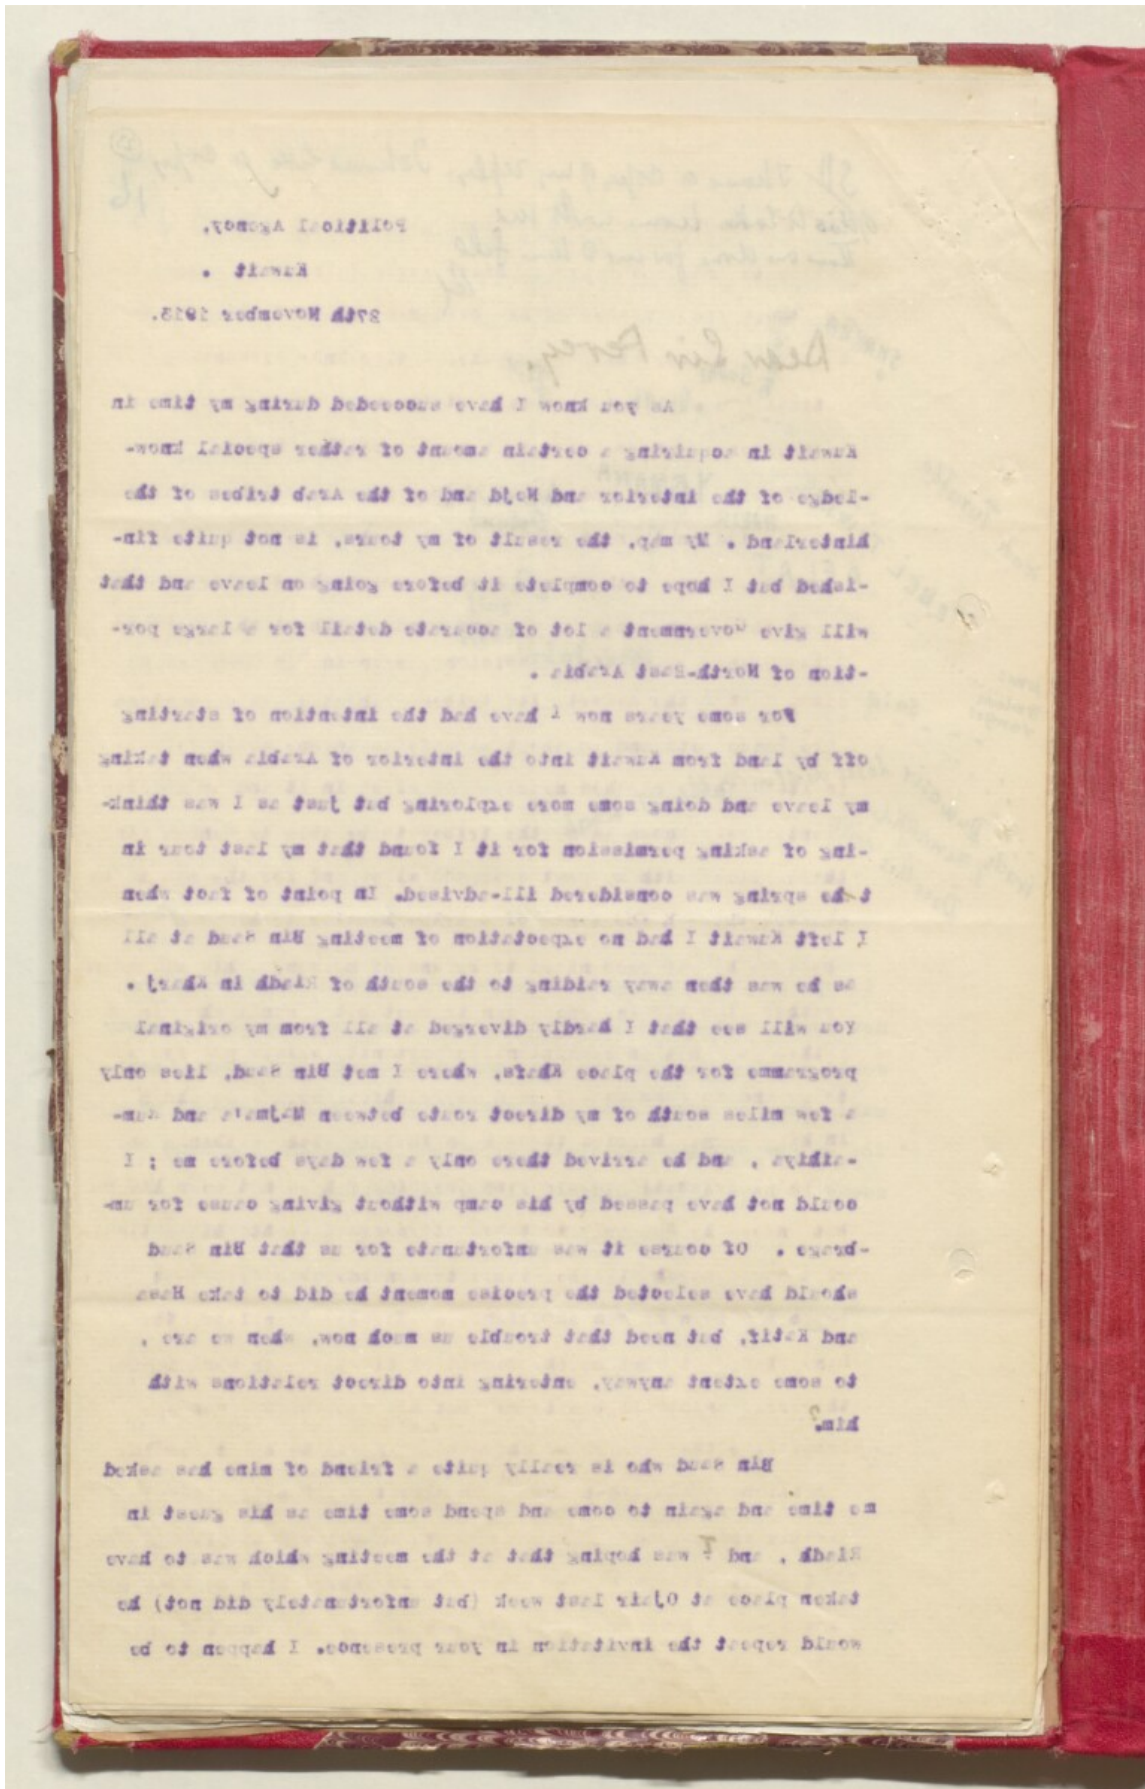 Political Agency,
Kuwait .
27th November 1913.
Dear Sir Percy,
As you know I have succeeded during my time in
Kuwait in acquiring a certain amount of rather special know-
-ledge of the interior and Nejd and of the Arab tribes of the
hinterland . My map, the result of my tours, is not quite fin-
-ished but I hope to complete it before going on leave and that
will give Government a lot of accurate detail for a large por-
-tion of North-East Arabia .
For some years now I have had the intention of starting
off by land from Kuwait into the interior of Arabia when taking
my leave and doing some more exploring but just as I was think-
-ing of asking permission for it I found that my last tour in
the spring was considered ill-advised. In point of fact when
I left Kuwait I had no expectation of meeting Bin Saud at all
as he was then away raiding to the south of Riadh in Kharj .
You will see that I hardly diverged at all from my original
programme for the place Khafs, where I met Bin Saud, lies only
a few miles south of my direct route between Majma'a and
-aihiya , and he arrived there only a few days before me ; I
could not have passed by his camp without giving cause for um-
-brage . Of course it was unfortunate for us that Bin Saud
should have selected the precise moment he did to take Hasa
and Katif, but need that trouble us much now, when we are ,
to some extent anyway, entering into direct relations with
him.?
Bin Saud who is really quite a friend of mine has asked
me time and again to come and spend some time as his guest in
Riadh , and I was hoping that at the meeting which was to have
taken place at Ojair last week (but unfortunately did not) he
would repeat the invitation in your presence. I happen to be